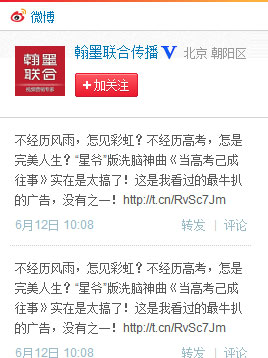 微博
翰墨联合传播 V 北京 朝阳区
翰墨
联合
视频营销专家
+加关注
不经历风雨，怎见彩虹？不经历高考，怎是
完美人生？“星爷”版洗脑神曲《当高考已成
往事》实在是太搞了！这是我看过的最牛扒
的广告，没有之一！http://t.cn/RvSc7Jm
6月12日 10:08 转发 | 评论
不经历风雨，怎见彩虹？不经历高考，怎是
完美人生？“星爷”版洗脑神曲《当高考已成
往事》实在是太搞了！这是我看过的最牛扒
的广告，没有之一！http://t.cn/RvSc7Jm
6月12日 10:08 转发 | 评论